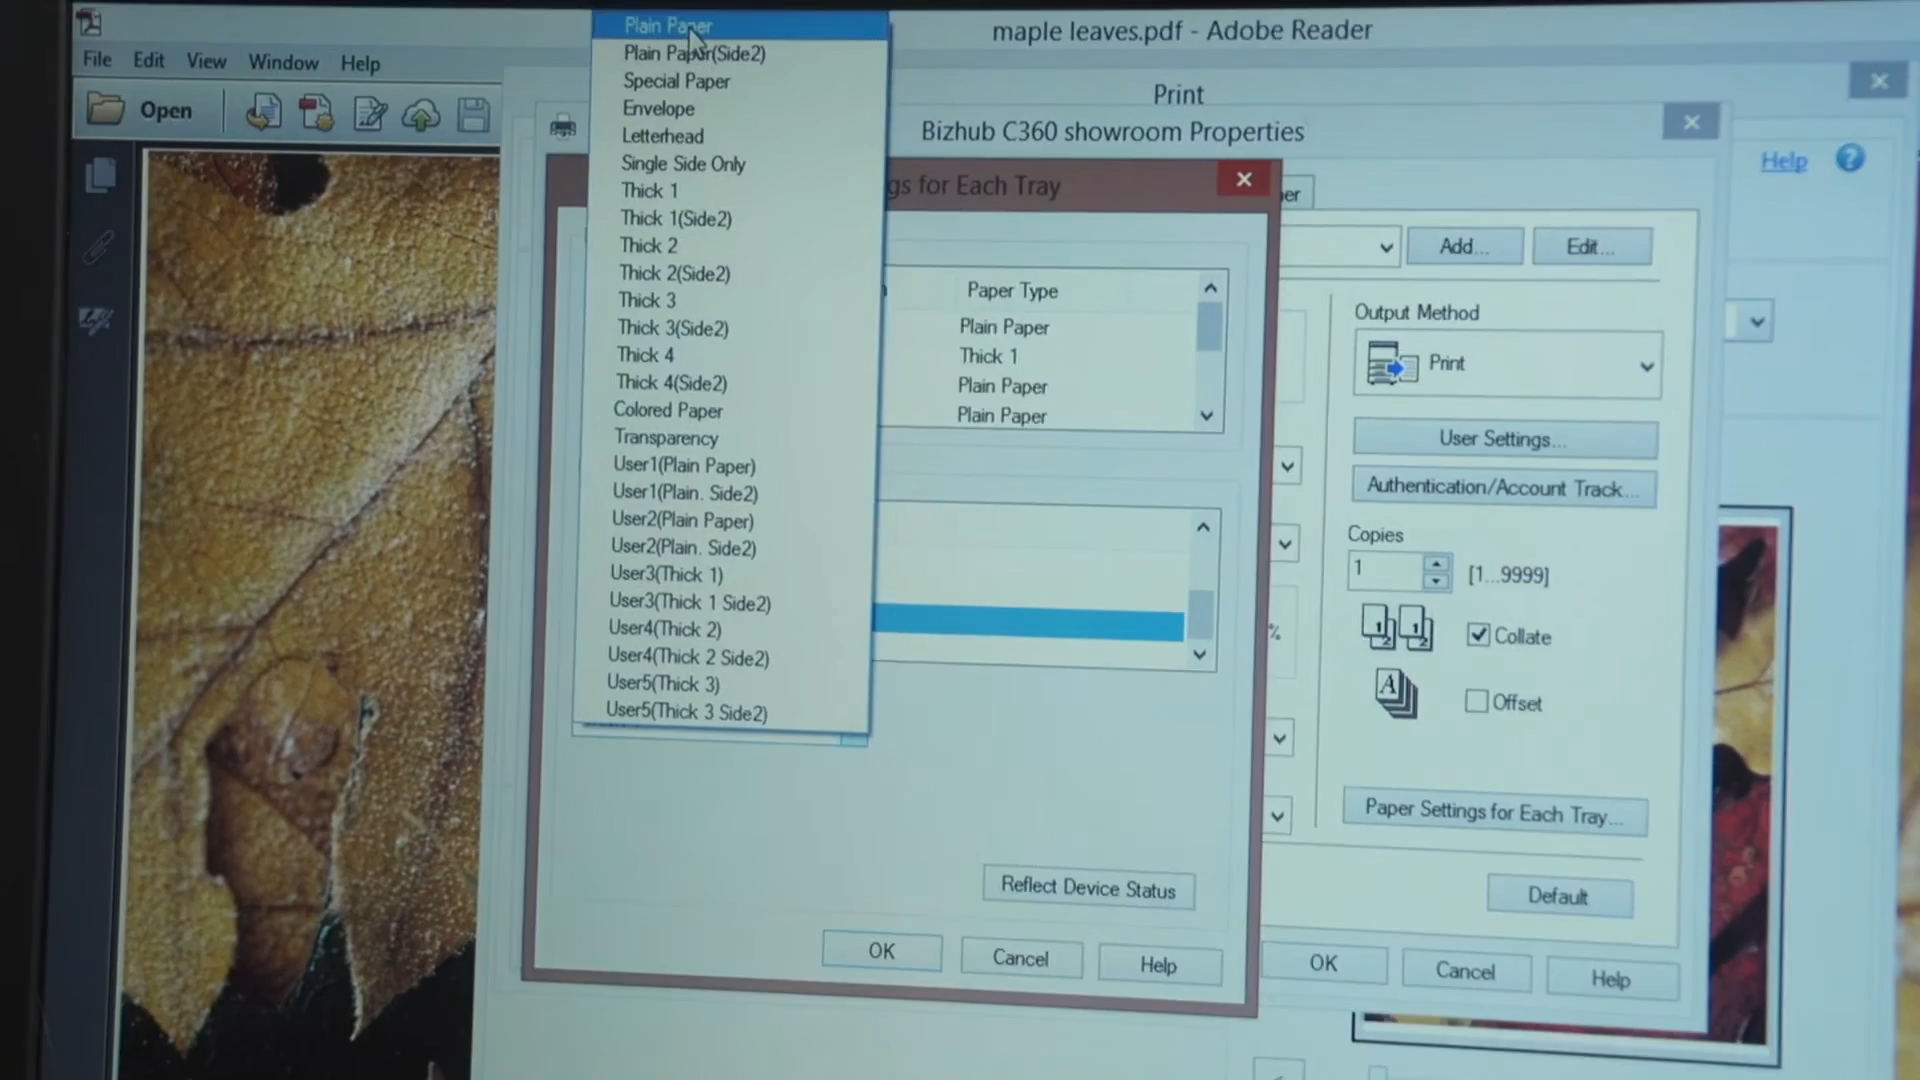 maple leaves.pdf - Adobe Reader
File Edit View Window Help
Open
Print
Help
Bizhub C360 showroom Properties
gs for Each Tray
Plain Paper
Plain Paper(Side2)
Special Paper
Envelope
Letterhead
Single Side Only
Thick 1
Thick 1(Side2)
Thick 2
Thick 2(Side2)
Thick 3
Thick 3(Side2)
Thick 4
Thick 4(Side2)
Colored Paper
Transparency
User1(Plain Paper)
User1(Plain. Side2)
User2(Plain Paper)
User2(Plain. Side2)
User3(Thick 1)
User3(Thick 1 Side2)
User4(Thick 2)
User4(Thick 2 Side2)
User5(Thick 3)
User5(Thick 3 Side2)
Paper Type
Plain Paper
Thick 1
Plain Paper
Plain Paper
Reflect Device Status
OK Cancel Help
er
Add... Edit...
Output Method
Print
User Settings...
Authentication/Account Track...
Copies
1 [1...9999]
%
Collate
Offset
Paper Settings for Each Tray...
Default
OK Cancel Help